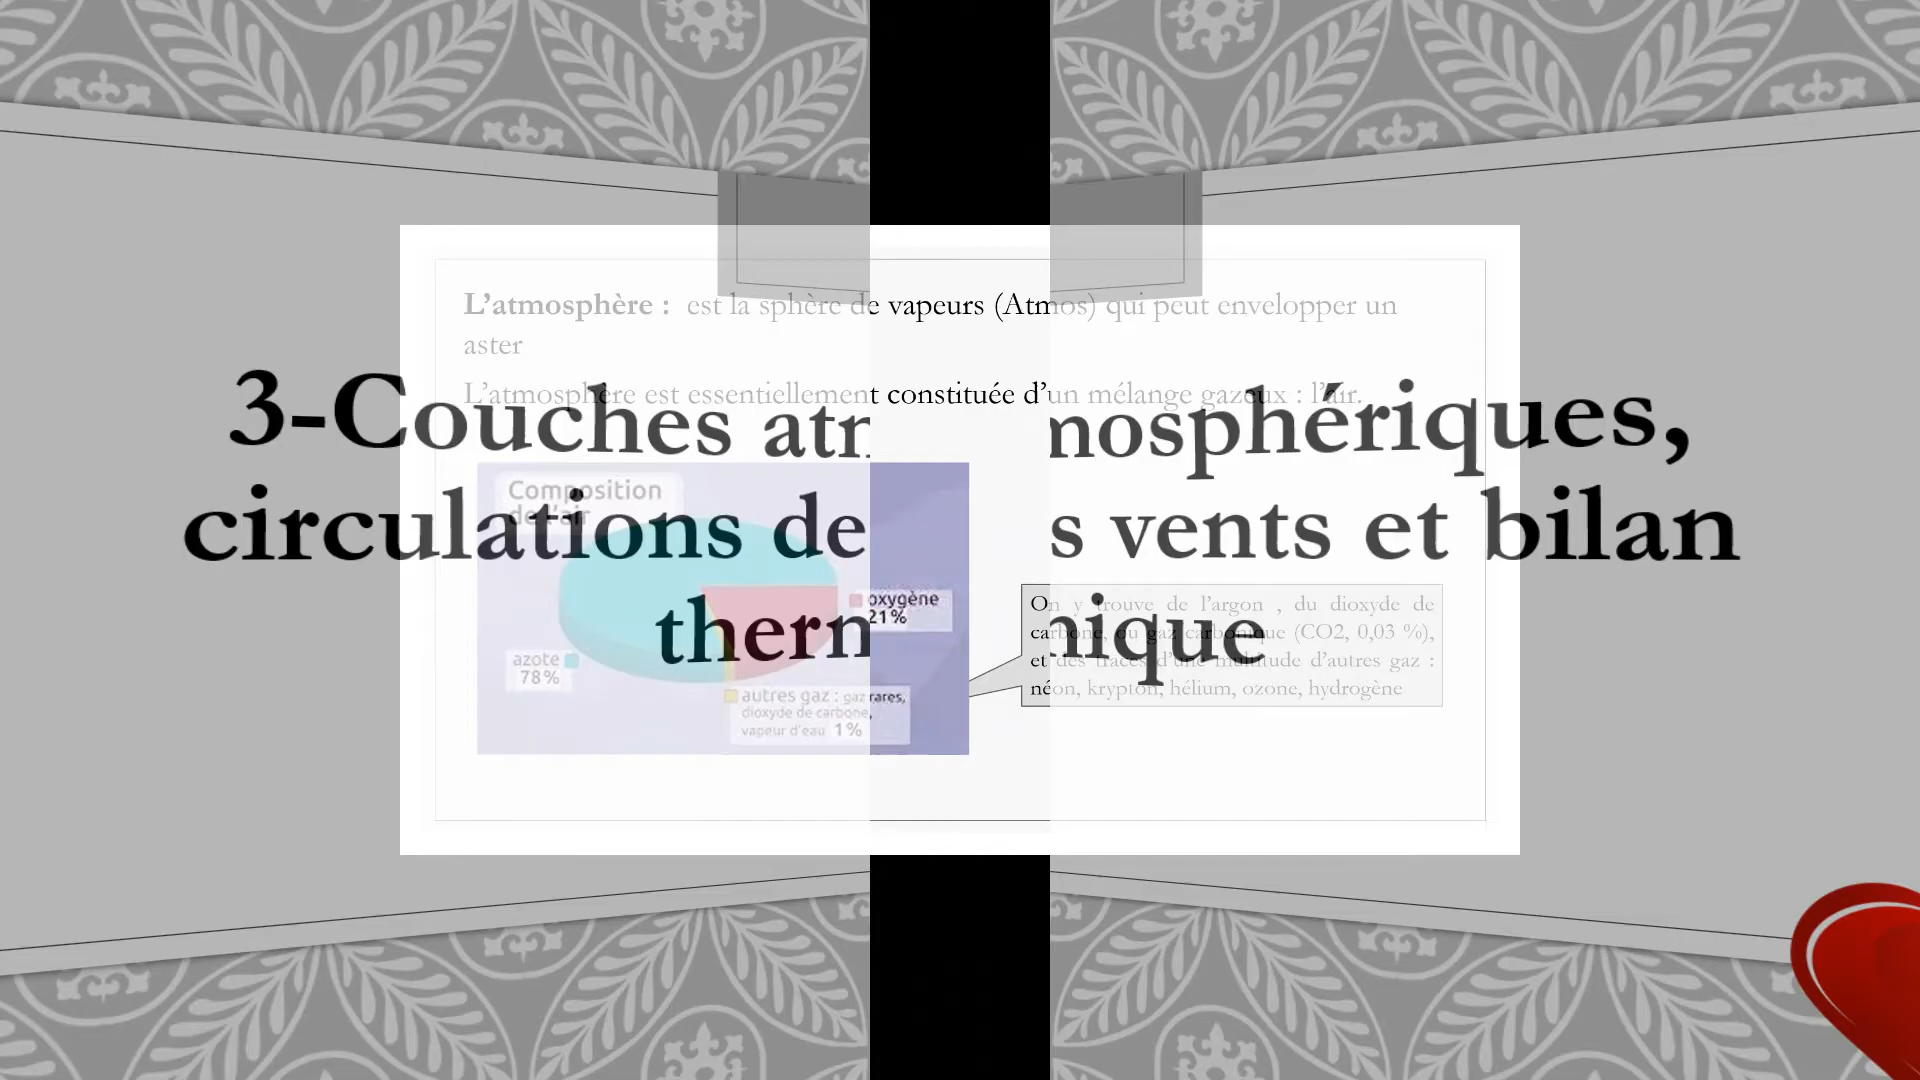 L'atmosphère : est la sphère de vapeurs (Atmos) qui peut envelopper un
aster
L'atmosphère est essentiellement constituée d'un mélange gazeux : l'air.
3-Couches atmosphériques,
circulations des vents et bilan
thermique
Composition
de l'air
oxygène
21%
azote
78%
autres gaz : gaz rares,
dioxyde de carbone,
vapeur d'eau 1%
On y trouve de l'argon , du dioxyde de
carbone, ou gaz carbonique (CO2, 0,03 %),
et des traces d'une multitude d'autres gaz :
néon, krypton, hélium, ozone, hydrogène